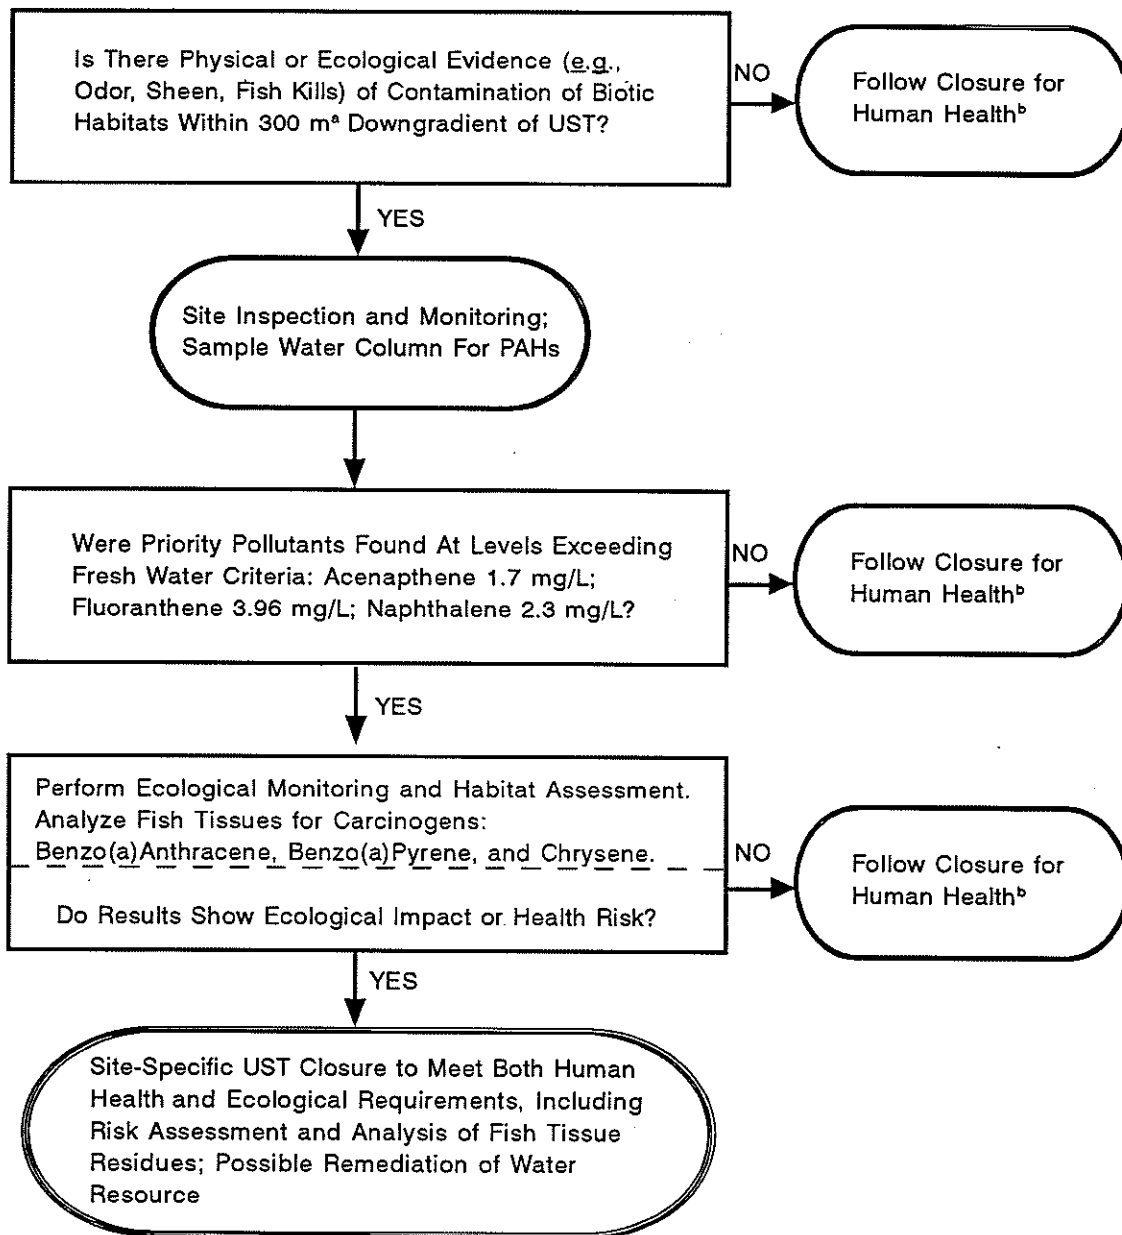 Is There Physical or Ecological Evidence (e.g.,
Odor, Sheen, Fish Kills) of Contamination of Biotic
Habitats Within 300 mᵃ Downgradient of UST?
NO
Follow Closure for
Human Healthᵇ
YES
Site Inspection and Monitoring;
Sample Water Column For PAHs
Were Priority Pollutants Found At Levels Exceeding
Fresh Water Criteria: Acenapthene 1.7 mg/L;
Fluoranthene 3.96 mg/L; Naphthalene 2.3 mg/L?
NO
Follow Closure for
Human Healthᵇ
YES
Perform Ecological Monitoring and Habitat Assessment.
Analyze Fish Tissues for Carcinogens:
Benzo(a)Anthracene, Benzo(a)Pyrene, and Chrysene.
Do Results Show Ecological Impact or Health Risk?
NO
Follow Closure for
Human Healthᵇ
YES
Site-Specific UST Closure to Meet Both Human
Health and Ecological Requirements, Including
Risk Assessment and Analysis of Fish Tissue
Residues; Possible Remediation of Water
Resource